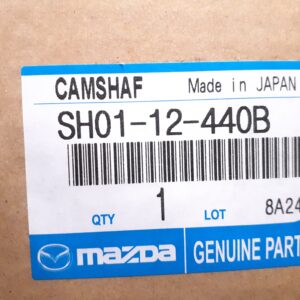 CAMSHAF Made in JAPAN
SH01-12-440B
QTY 1 LOT 8A24
mazda GENUINE PART